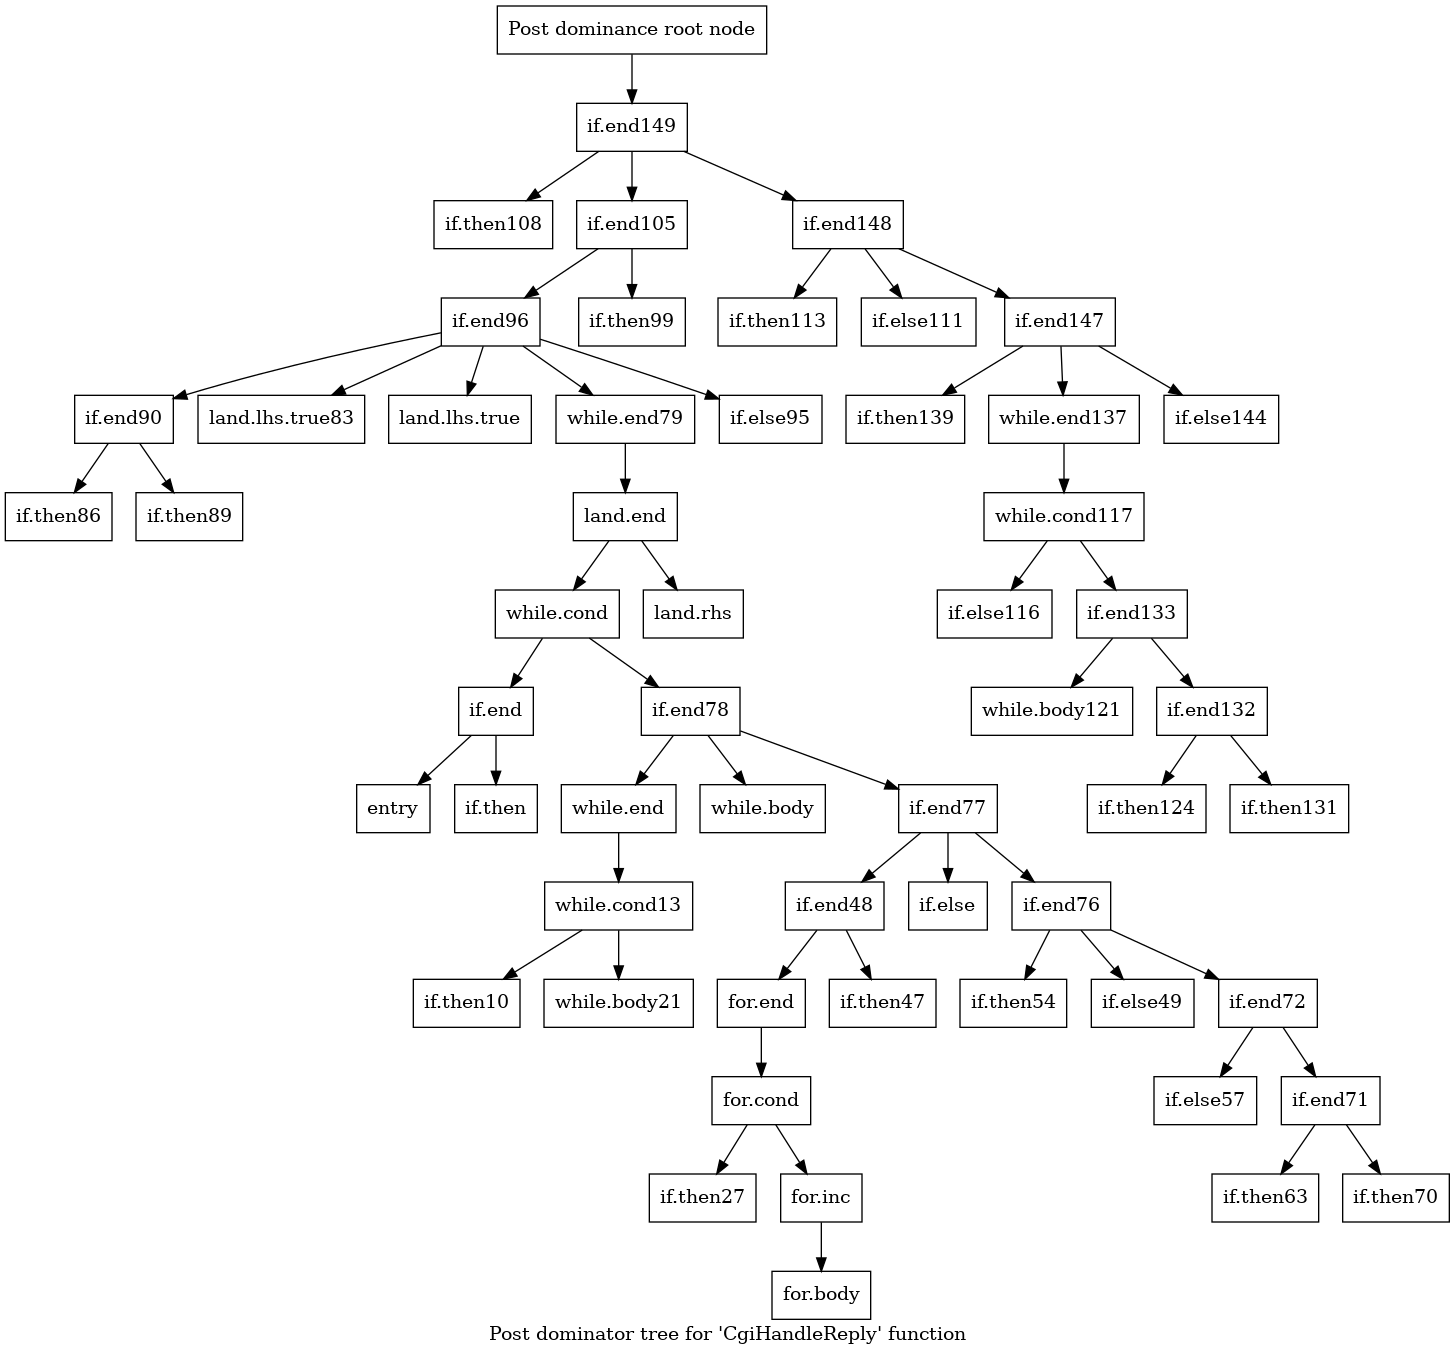 Post dominance root node
if.end149
if.then108
if.end105
if.end148
if.end96
if.then99
if.then113
if.else111
if.end147
if.end90
land.lhs.true83
land.lhs.true
while.end79
if.else95
if.then139
while.end137
if.else144
if.then86
if.then89
land.end
while.cond117
while.cond
land.rhs
if.else116
if.end133
if.end
if.end78
while.body121
if.end132
entry
if.then
while.end
while.body
if.end77
if.then124
if.then131
while.cond13
if.end48
if.else
if.end76
if.then10
while.body21
for.end
if.then47
if.then54
if.else49
if.end72
for.cond
if.else57
if.end71
if.then27
for.inc
if.then63
if.then70
for.body
Post dominator tree for 'CgiHandleReply' function